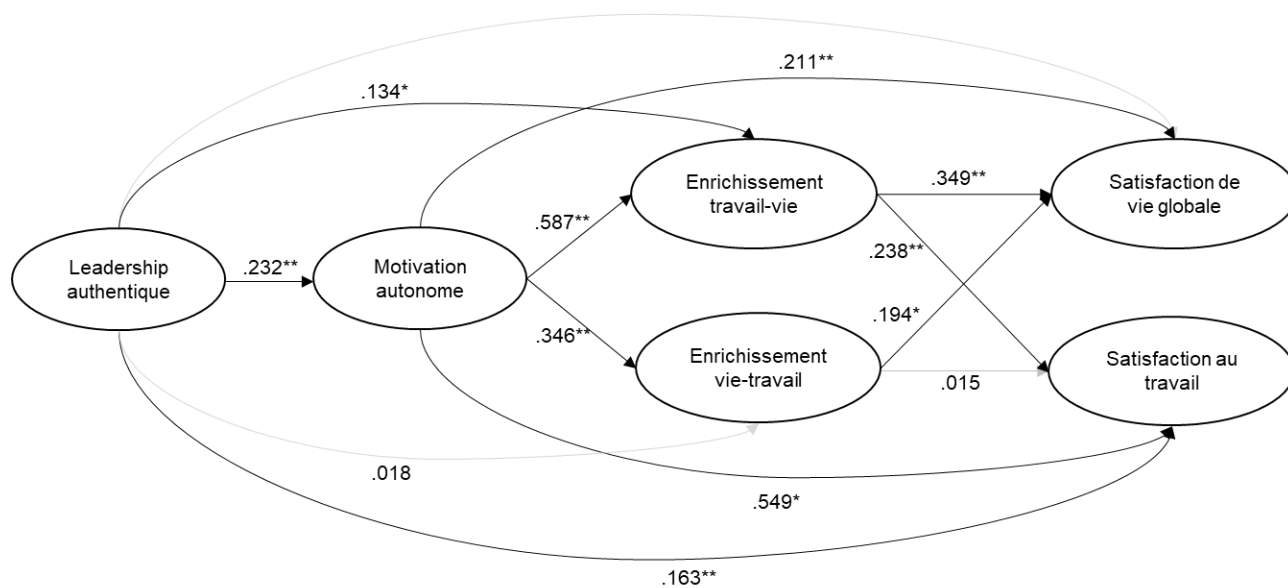 .211**
.134*
Enrichissement
travail-vie
.349**
Satisfaction de
vie globale
.587**
.238**
Leadership
authentique
.232**
Motivation
autonome
.346**
.194*
Enrichissement
vie-travail
.015
Satisfaction au
travail
.018
.549*
.163**